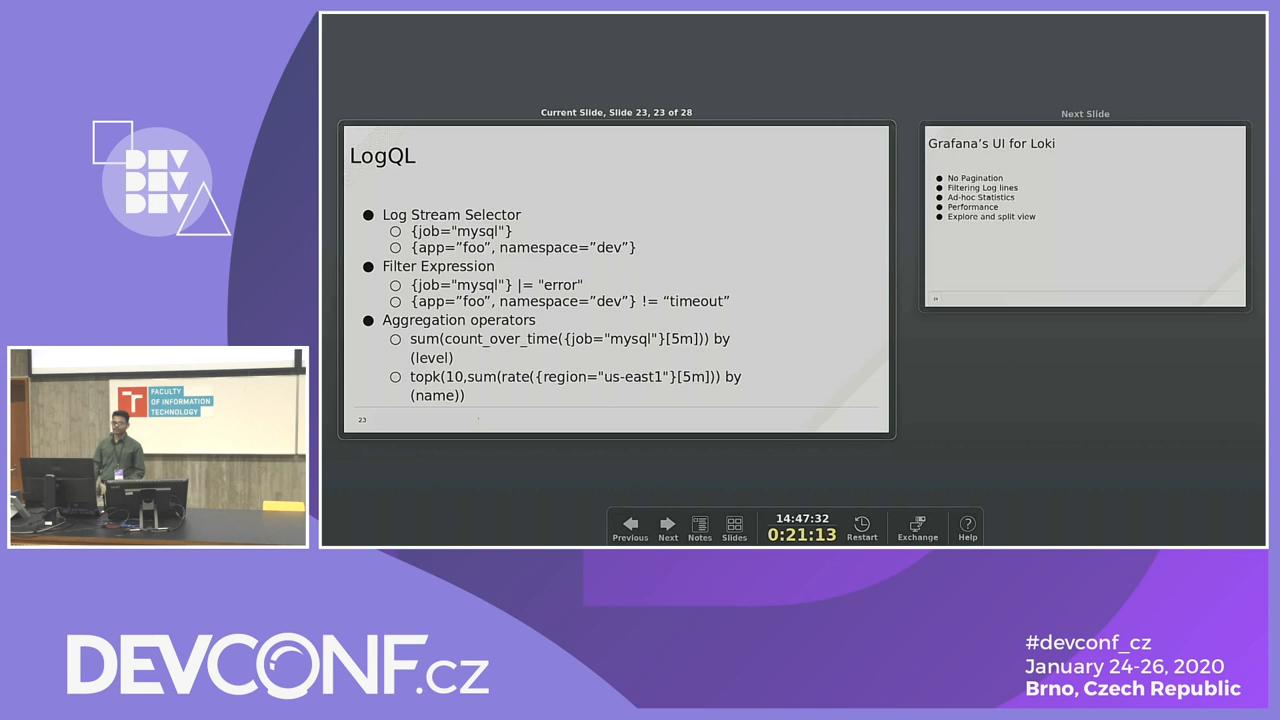 DEV
DEV
DEV
Current Slide, Slide 23, 23 of 28
LogQL
● Log Stream Selector
○ {job="mysql"}
○ {app=”foo”, namespace=”dev”}
● Filter Expression
○ {job="mysql"} |= "error"
○ {app=”foo”, namespace=”dev”} != “timeout”
● Aggregation operators
○ sum(count_over_time({job="mysql"}[5m])) by
(level)
○ topk(10,sum(rate({region="us-east1"}[5m])) by
(name))
23
Next Slide
Grafana’s UI for Loki
● No Pagination
● Filtering Log lines
● Ad-hoc Statistics
● Performance
● Explore and split view
24
FACULTY
OF INFORMATION
TECHNOLOGY
Previous
Next
Notes
Slides
14:47:32
0:21:13
Restart
Exchange
Help
DEVCONF.cz
#devconf_cz
January 24-26, 2020
Brno, Czech Republic